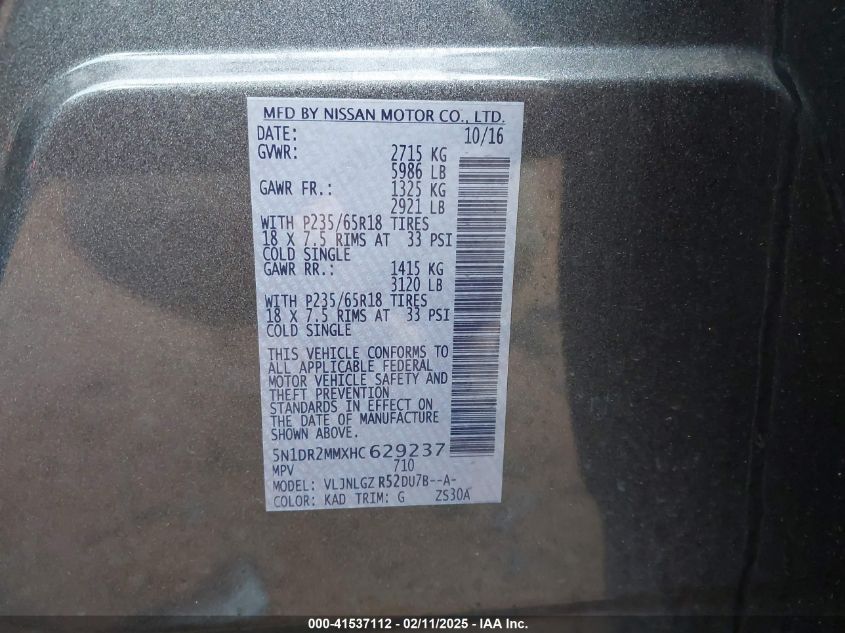 MFD BY NISSAN MOTOR CO., LTD.
DATE: 10/16
GVWR: 2715 KG
5986 LB
GAWR FR.: 1325 KG
2921 LB
WITH P235/65R18 TIRES
18 X 7.5 RIMS AT 33 PSI
COLD SINGLE
GAWR RR.: 1415 KG
3120 LB
WITH P235/65R18 TIRES
18 X 7.5 RIMS AT 33 PSI
COLD SINGLE
THIS VEHICLE CONFORMS TO
ALL APPLICABLE FEDERAL
MOTOR VEHICLE SAFETY AND
THEFT PREVENTION
STANDARDS IN EFFECT ON
THE DATE OF MANUFACTURE
SHOWN ABOVE.
5N1DR2MMXHC629237
MPV 710
MODEL: VLJNLGZ R52DU7B--A-
COLOR: KAD TRIM: G ZS30A
000-41537112 - 02/11/2025 - IAA Inc.